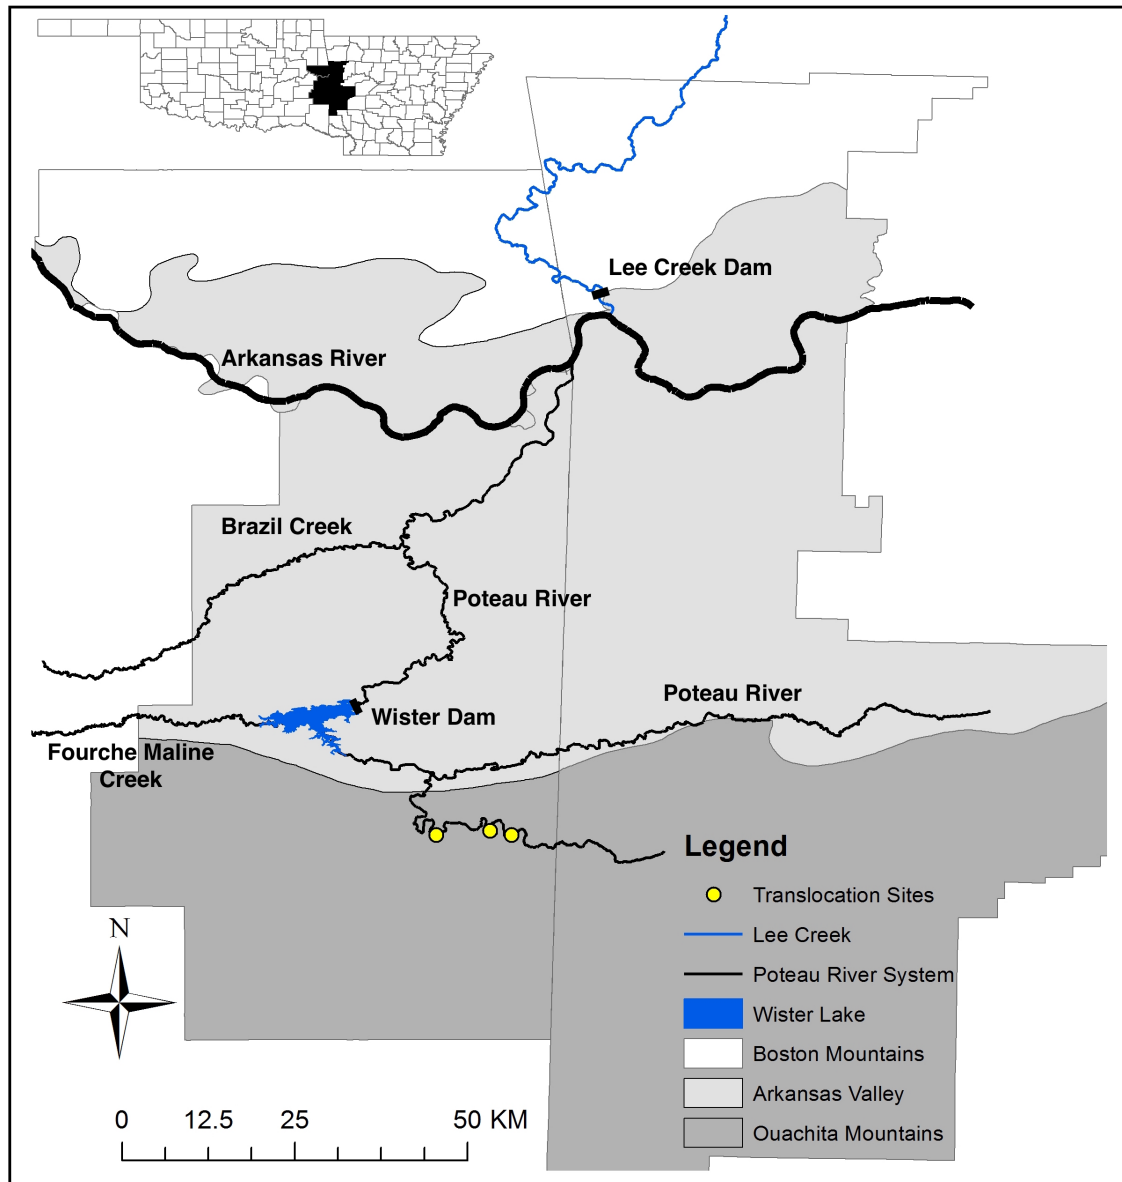 Lee Creek Dam
Arkansas River
Brazil Creek
Poteau River
Poteau River
Wister Dam
Fourche Maline
Creek
Legend
Translocation Sites
Lee Creek
Poteau River System
Wister Lake
Boston Mountains
Arkansas Valley
Ouachita Mountains
N
0 12.5 25 50 KM